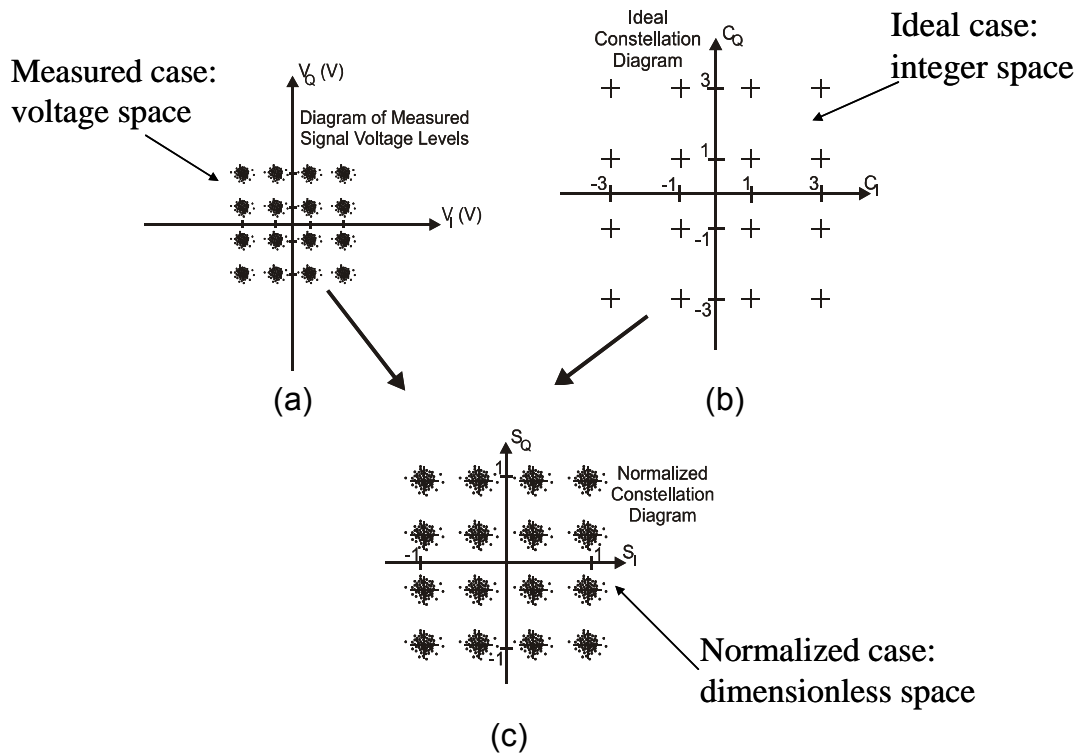 Measured case:
voltage space
V_Q (V)
Diagram of Measured
Signal Voltage Levels
V_I (V)
(a)
Ideal
Constellation
Diagram
C_Q
Ideal case:
integer space
3
1
-3
-1
1
3
C_I
-1
-3
(b)
S_Q
1
Normalized
Constellation
Diagram
-1
1
S_I
-1
Normalized case:
dimensionless space
(c)